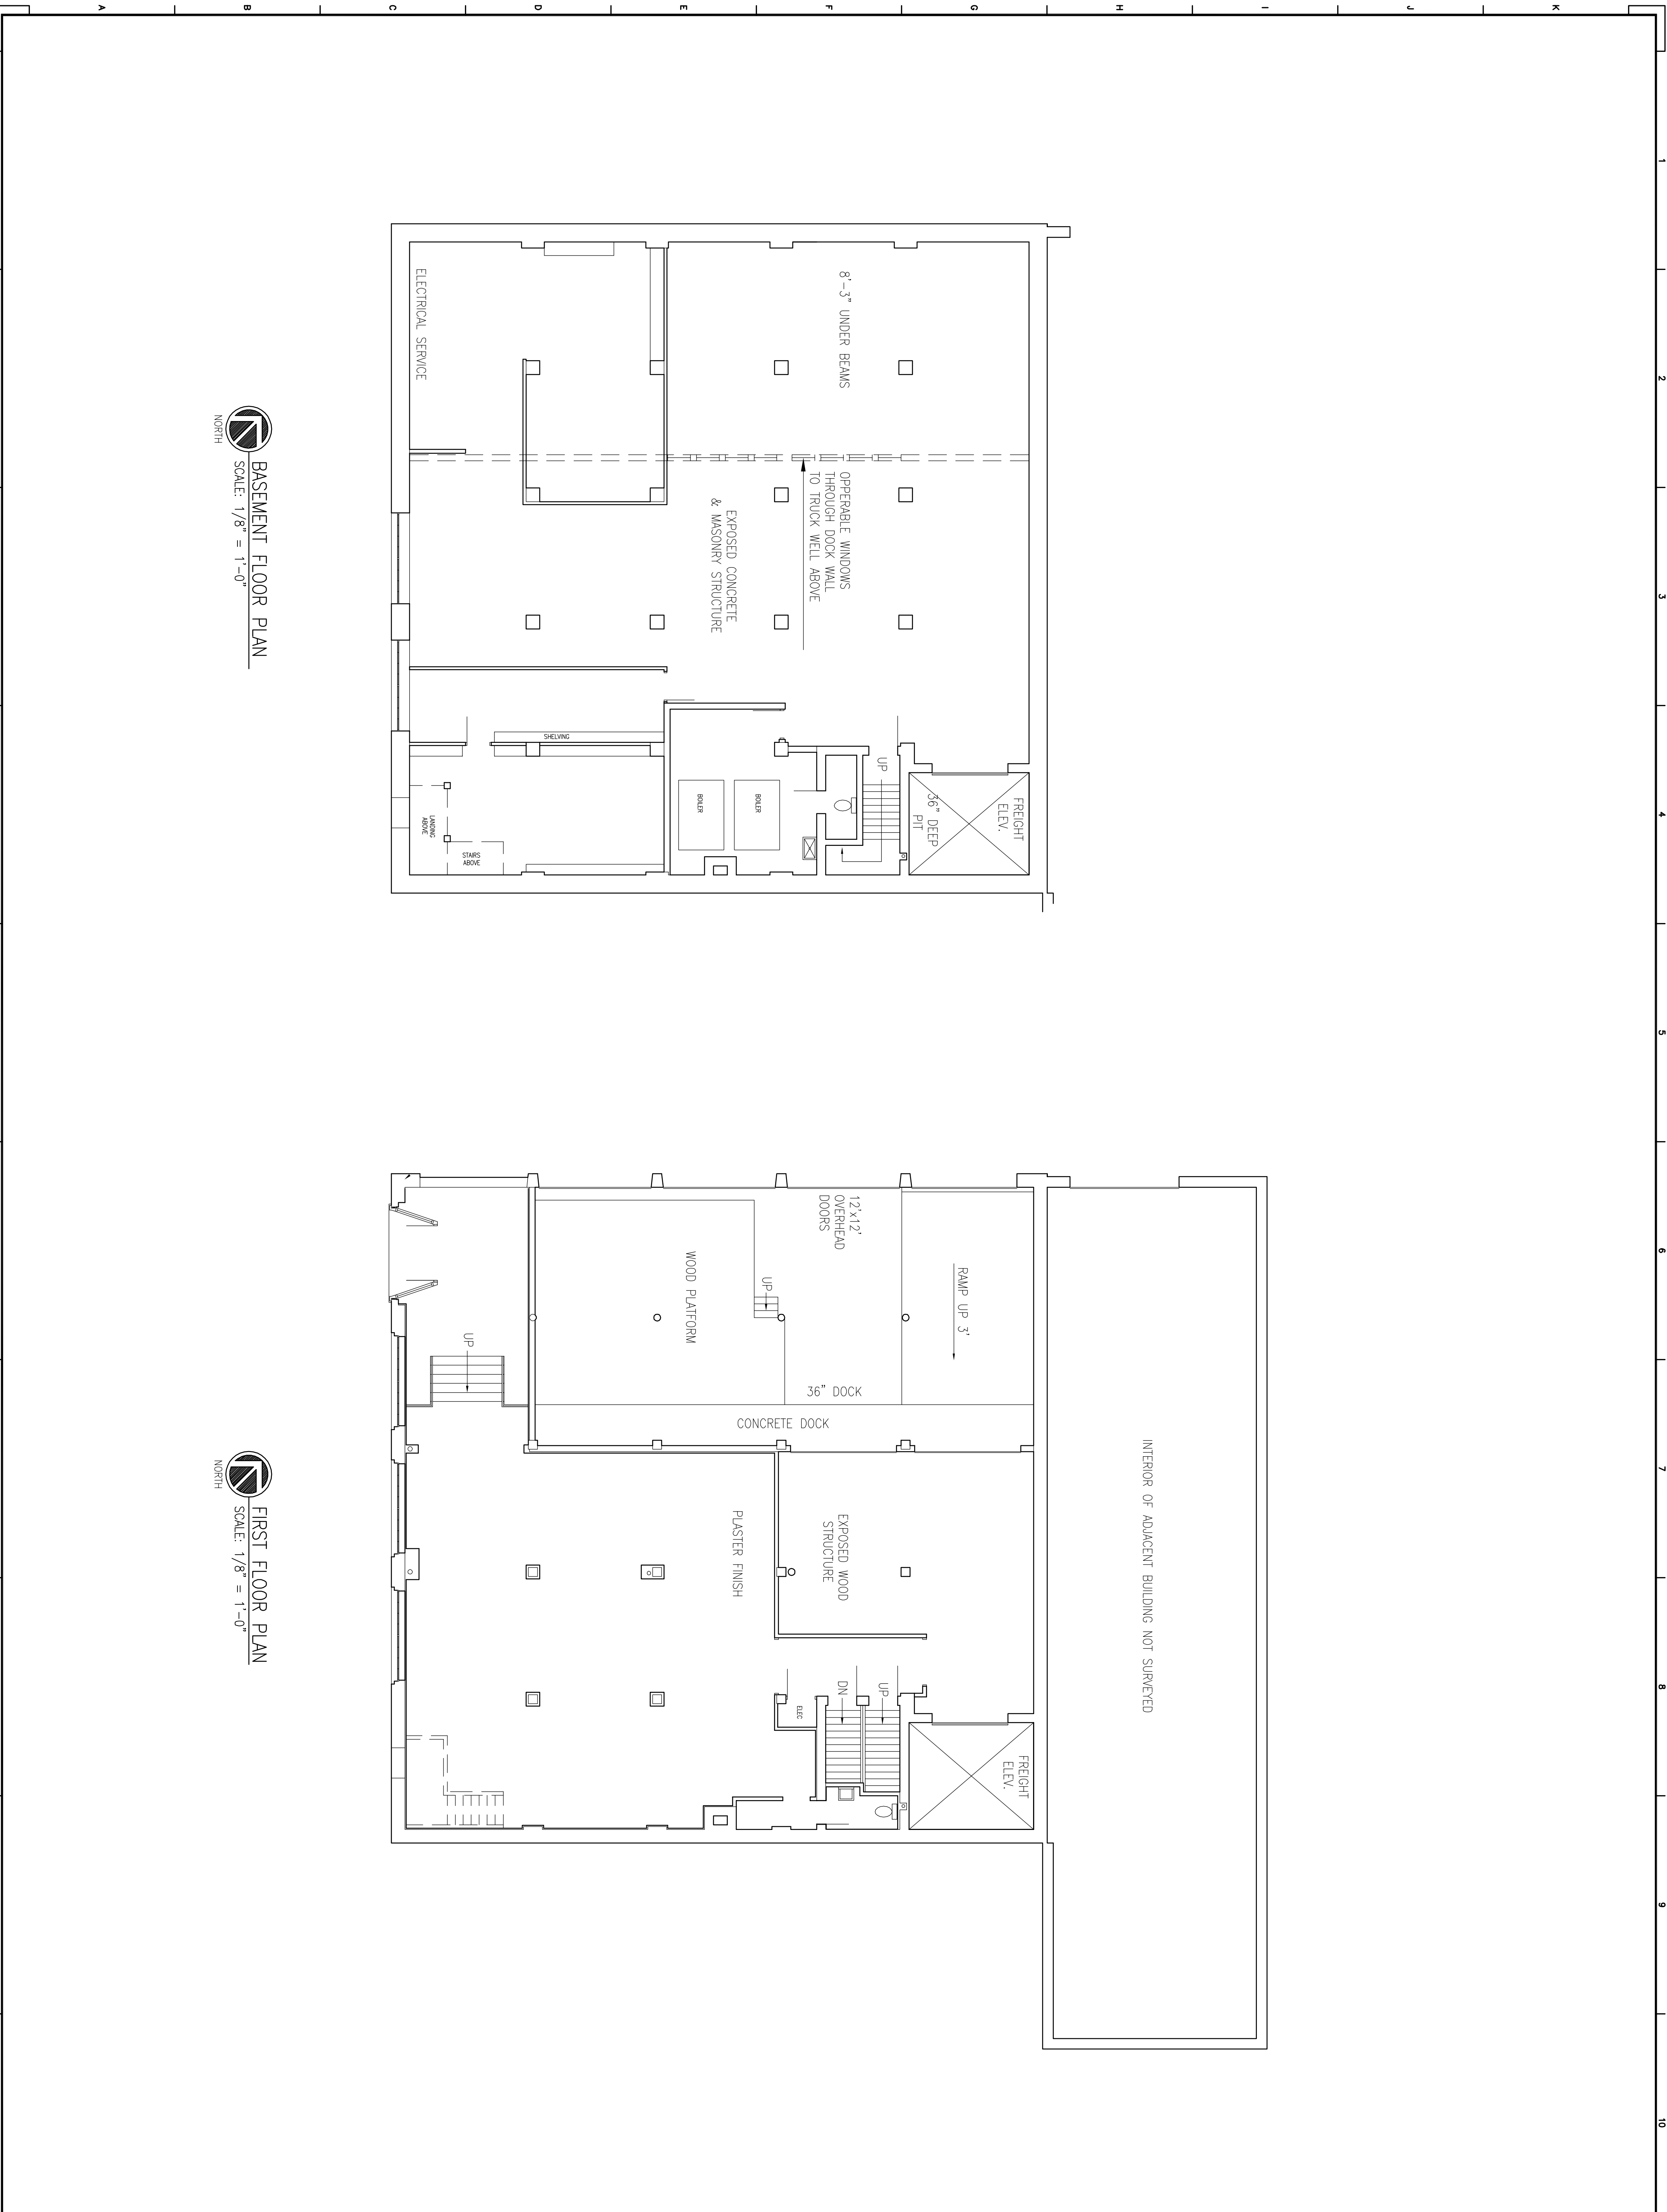 1
2
3
4
5
6
7
8
9
10
K
J
I
H
G
F
E
D
C
B
A
FREIGHT
ELEV.
36" DEEP
PIT
UP
8'-3" UNDER BEAMS
OPPERABLE WINDOWS
THROUGH DOCK WALL
TO TRUCK WELL ABOVE
EXPOSED CONCRETE
& MASONRY STRUCTURE
BOILER
BOILER
SHELVING
STAIRS
ABOVE
LANDING
ABOVE
ELECTRICAL SERVICE
BASEMENT FLOOR PLAN
SCALE: 1/8" = 1'-0"
NORTH
INTERIOR OF ADJACENT BUILDING NOT SURVEYED
FREIGHT
ELEV.
RAMP UP 3'
UP
DN
12'x12'
OVERHEAD
DOORS
36" DOCK
EXPOSED WOOD
STRUCTURE
ELEC
UP
CONCRETE DOCK
PLASTER FINISH
WOOD PLATFORM
UP
FIRST FLOOR PLAN
SCALE: 1/8" = 1'-0"
NORTH